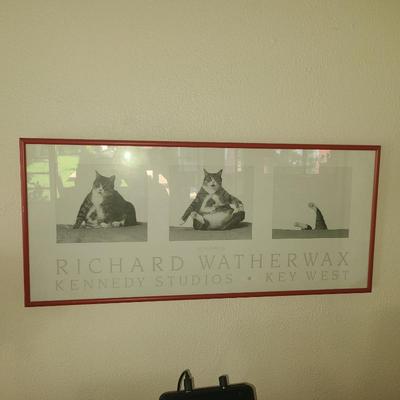 RICHARD WATHERWAX
KENNEDY STUDIOS • KEY WEST